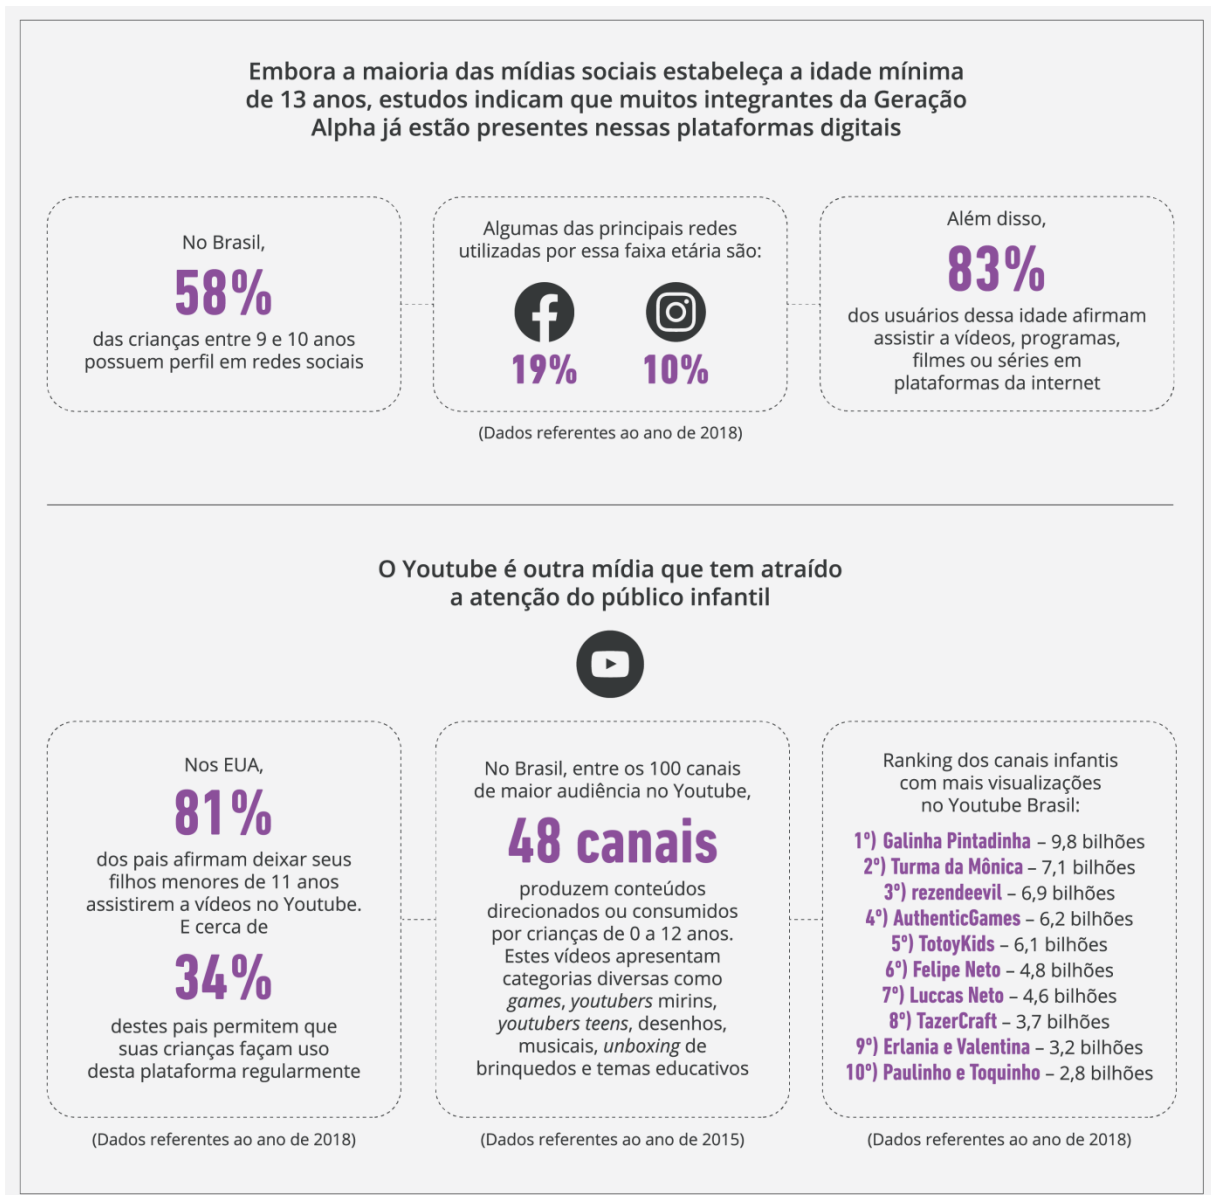 Embora a maioria das mídias sociais estabeleça a idade mínima
de 13 anos, estudos indicam que muitos integrantes da Geração
Alpha já estão presentes nessas plataformas digitais
No Brasil,
58%
das crianças entre 9 e 10 anos
possuem perfil em redes sociais
Algumas das principais redes
utilizadas por essa faixa etária são:
19%
10%
Além disso,
83%
dos usuários dessa idade afirmam
assistir a vídeos, programas,
filmes ou séries em
plataformas da internet
(Dados referentes ao ano de 2018)
O Youtube é outra mídia que tem atraído
a atenção do público infantil
Nos EUA,
81%
dos pais afirmam deixar seus
filhos menores de 11 anos
assistirem a vídeos no Youtube.
E cerca de
34%
destes pais permitem que
suas crianças façam uso
desta plataforma regularmente
(Dados referentes ao ano de 2018)
No Brasil, entre os 100 canais
de maior audiência no Youtube,
48 canais
produzem conteúdos
direcionados ou consumidos
por crianças de 0 a 12 anos.
Estes vídeos apresentam
categorias diversas como
games, youtubers mirins,
youtubers teens, desenhos,
musicais, unboxing de
brinquedos e temas educativos
(Dados referentes ao ano de 2015)
Ranking dos canais infantis
com mais visualizações
no Youtube Brasil:
1º) Galinha Pintadinha – 9,8 bilhões
2º) Turma da Mônica – 7,1 bilhões
3º) rezendeevil – 6,9 bilhões
4º) AuthenticGames – 6,2 bilhões
5º) TotoyKids – 6,1 bilhões
6º) Felipe Neto – 4,8 bilhões
7º) Luccas Neto – 4,6 bilhões
8º) TazerCraft – 3,7 bilhões
9º) Erlania e Valentina – 3,2 bilhões
10º) Paulinho e Toquinho – 2,8 bilhões
(Dados referentes ao ano de 2018)